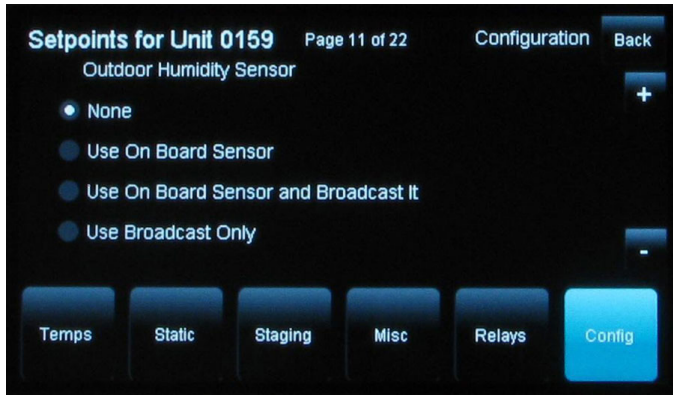 Setpoints for Unit 0159 Page 11 of 22 Configuration Back
Outdoor Humidity Sensor
+
None
Use On Board Sensor
Use On Board Sensor and Broadcast It
Use Broadcast Only
-
Temps Static Staging Misc Relays Config